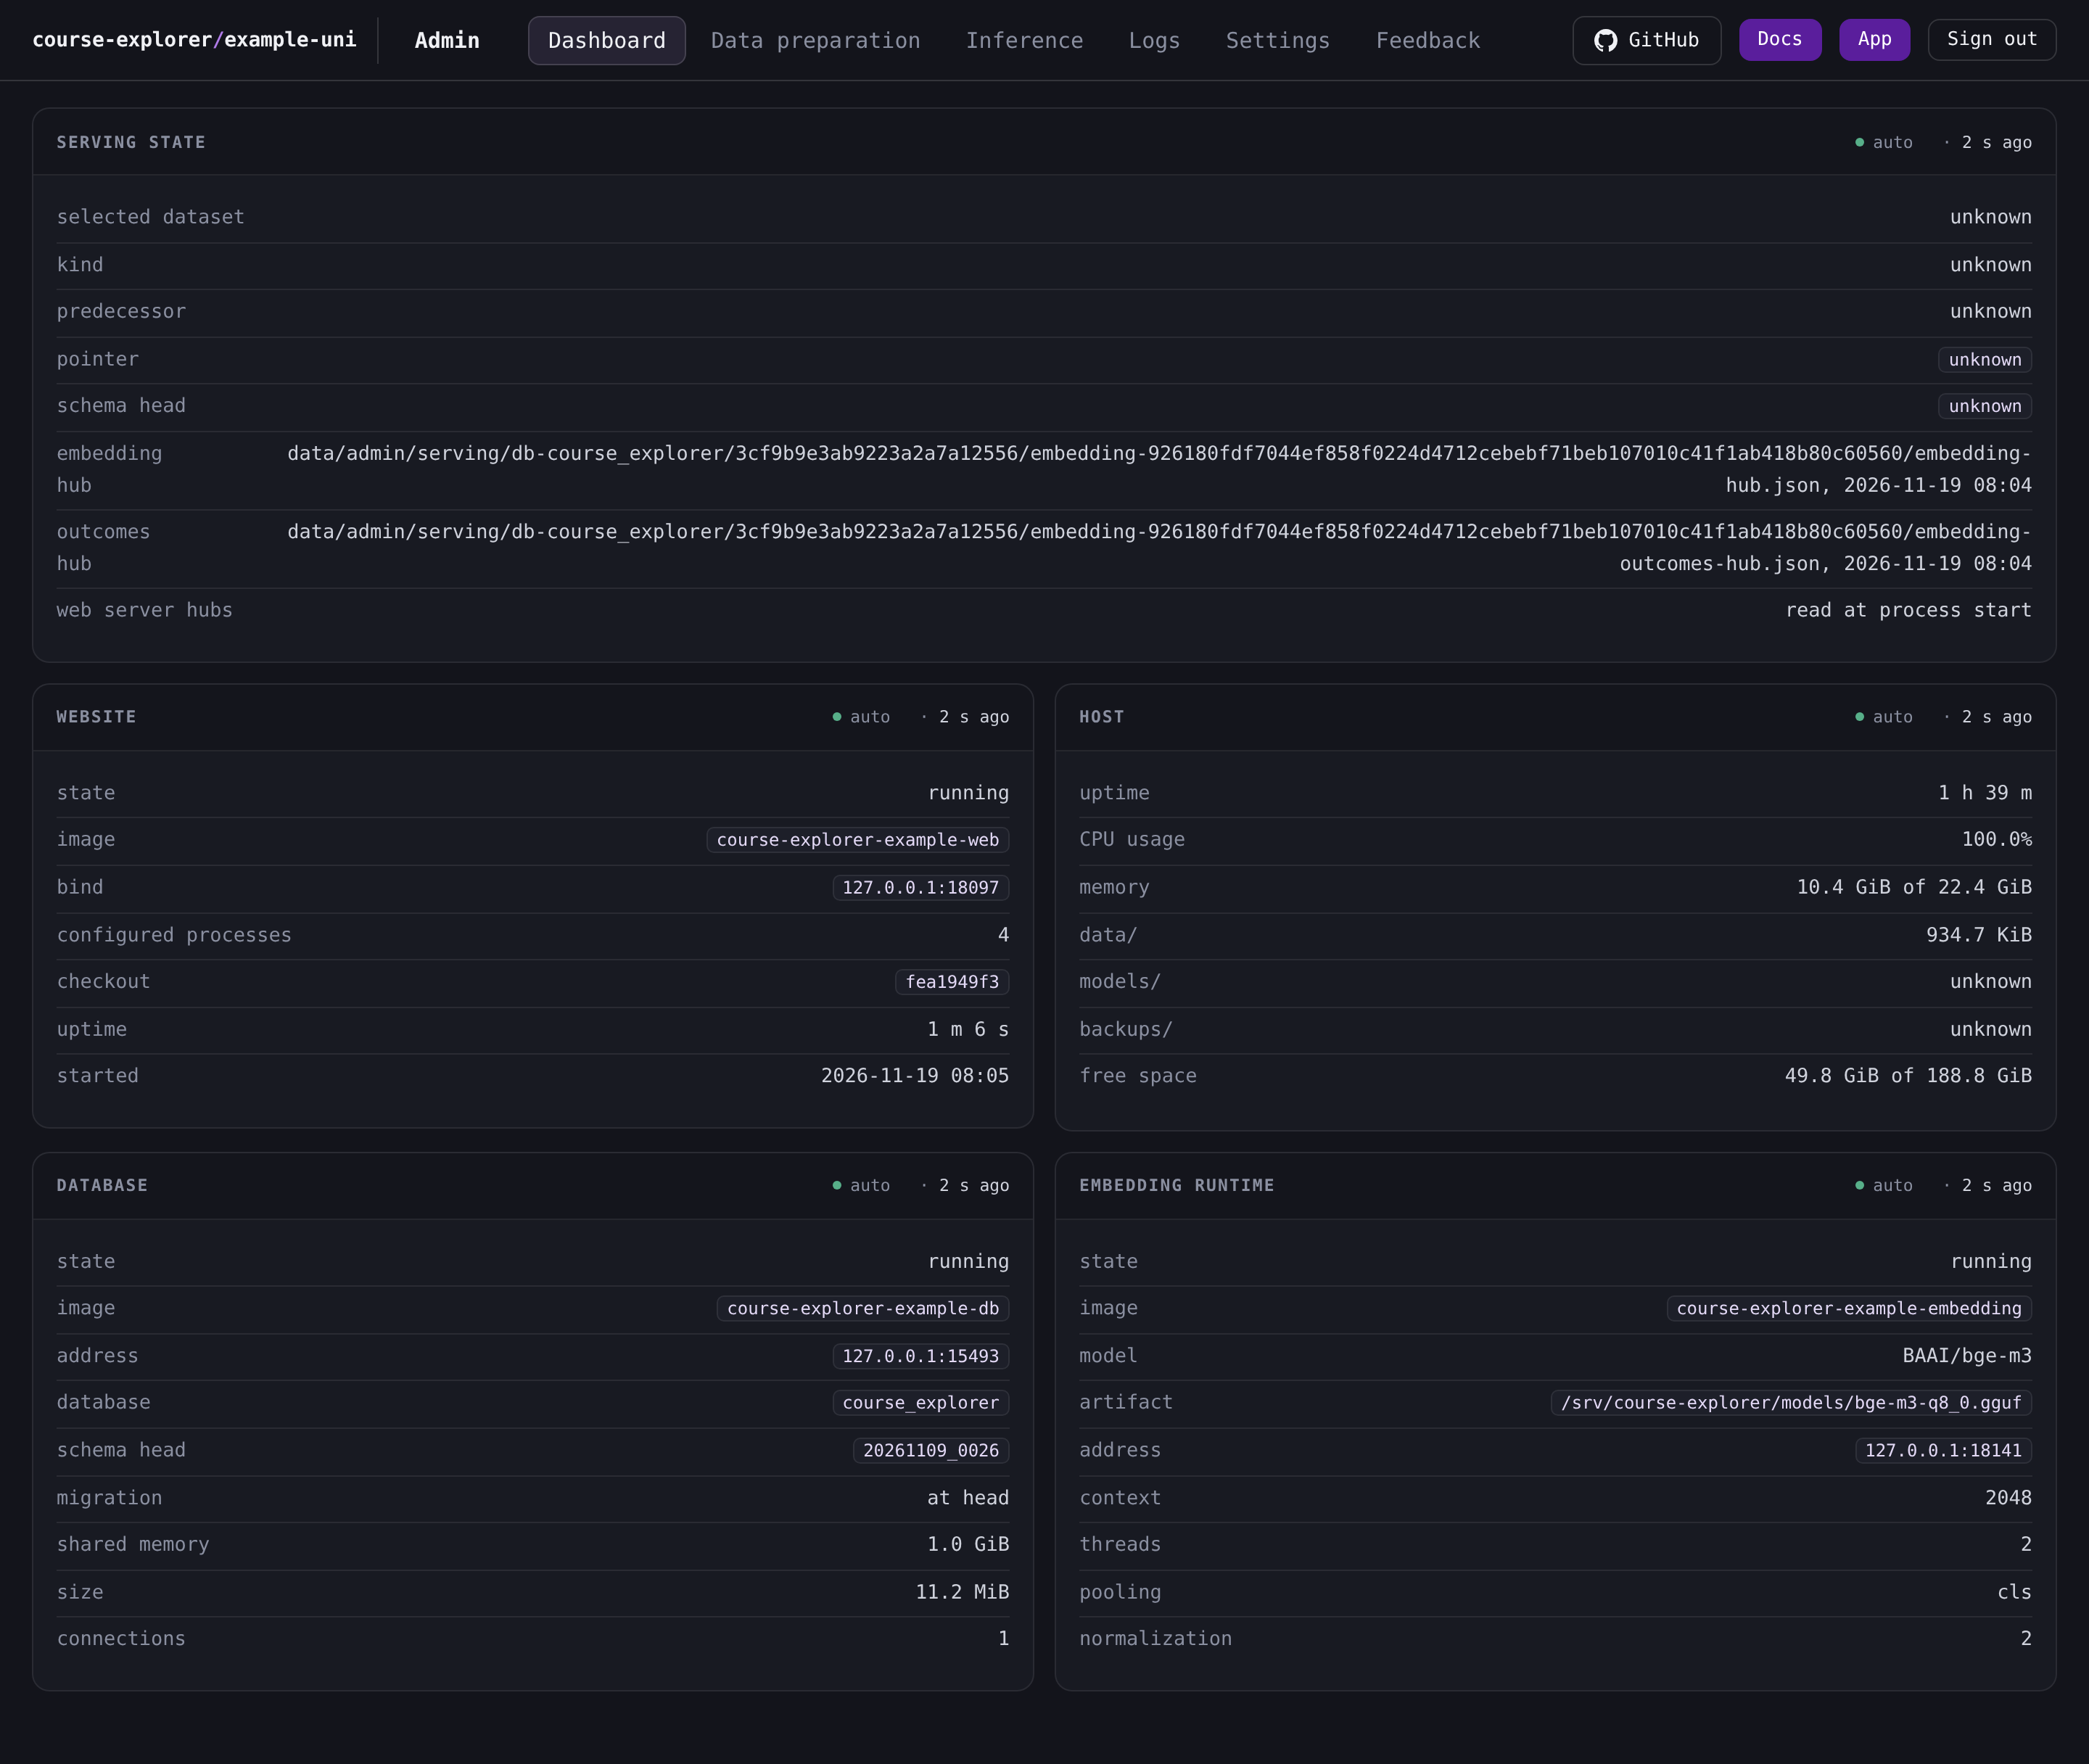 course-explorer/example-uni Admin Dashboard Data preparation Inference Logs Settings Feedback GitHub Docs App Sign out
SERVING STATE auto · 2 s ago
selected dataset unknown
kind unknown
predecessor unknown
pointer unknown
schema head unknown
embedding data/admin/serving/db-course_explorer/3cf9b9e3ab9223a2a7a12556/embedding-926180fdf7044ef858f0224d4712cebebf71beb107010c41f1ab418b80c60560/embedding-
hub hub.json, 2026-11-19 08:04
outcomes data/admin/serving/db-course_explorer/3cf9b9e3ab9223a2a7a12556/embedding-926180fdf7044ef858f0224d4712cebebf71beb107010c41f1ab418b80c60560/embedding-
hub outcomes-hub.json, 2026-11-19 08:04
web server hubs read at process start
WEBSITE auto · 2 s ago
state running
image course-explorer-example-web
bind 127.0.0.1:18097
configured processes 4
checkout fea1949f3
uptime 1 m 6 s
started 2026-11-19 08:05
HOST auto · 2 s ago
uptime 1 h 39 m
CPU usage 100.0%
memory 10.4 GiB of 22.4 GiB
data/ 934.7 KiB
models/ unknown
backups/ unknown
free space 49.8 GiB of 188.8 GiB
DATABASE auto · 2 s ago
state running
image course-explorer-example-db
address 127.0.0.1:15493
database course_explorer
schema head 20261109_0026
migration at head
shared memory 1.0 GiB
size 11.2 MiB
connections 1
EMBEDDING RUNTIME auto · 2 s ago
state running
image course-explorer-example-embedding
model BAAI/bge-m3
artifact /srv/course-explorer/models/bge-m3-q8_0.gguf
address 127.0.0.1:18141
context 2048
threads 2
pooling cls
normalization 2